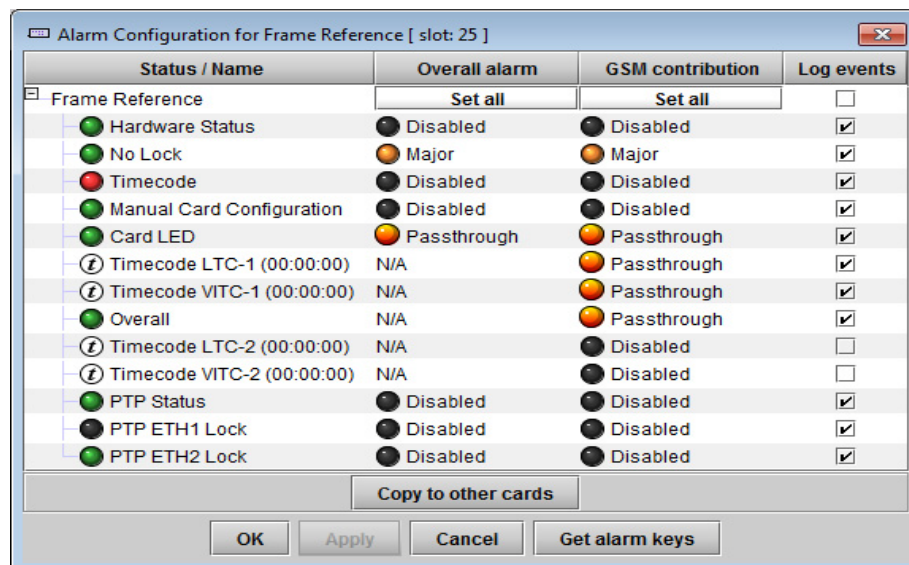 Alarm Configuration for Frame Reference [ slot: 25 ]
Status / Name Overall alarm GSM contribution Log events
Frame Reference Set all Set all
Hardware Status Disabled Disabled
No Lock Major Major
Timecode Disabled Disabled
Manual Card Configuration Disabled Disabled
Card LED Passthrough Passthrough
t Timecode LTC-1 (00:00:00) N/A Passthrough
t Timecode VITC-1 (00:00:00) N/A Passthrough
Overall N/A Passthrough
t Timecode LTC-2 (00:00:00) N/A Disabled
t Timecode VITC-2 (00:00:00) N/A Disabled
PTP Status Disabled Disabled
PTP ETH1 Lock Disabled Disabled
PTP ETH2 Lock Disabled Disabled
Copy to other cards
OK Apply Cancel Get alarm keys